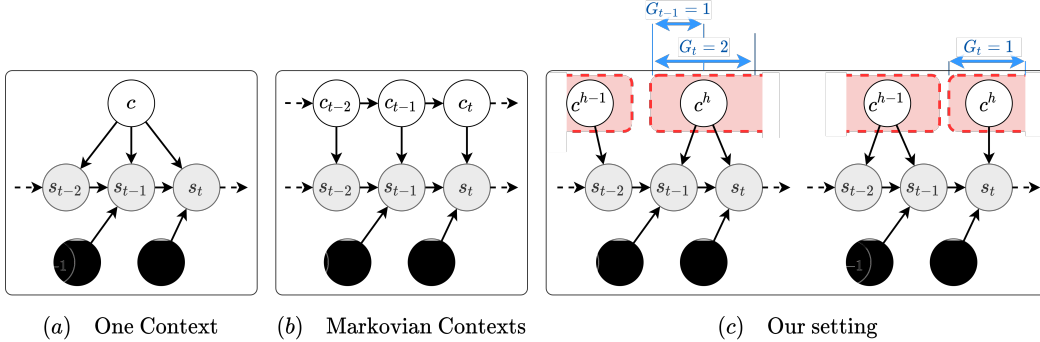 G_{t-1} = 1
G_t = 2
G_t = 1
c
c_{t-2} c_{t-1} c_t
c^{h-1} c^h
c^{h-1} c^h
s_{t-2} s_{t-1} s_t
s_{t-2} s_{t-1} s_t
s_{t-2} s_{t-1} s_t
s_{t-2} s_{t-1} s_t
-1
-1
(a) One Context
(b) Markovian Contexts
(c) Our setting